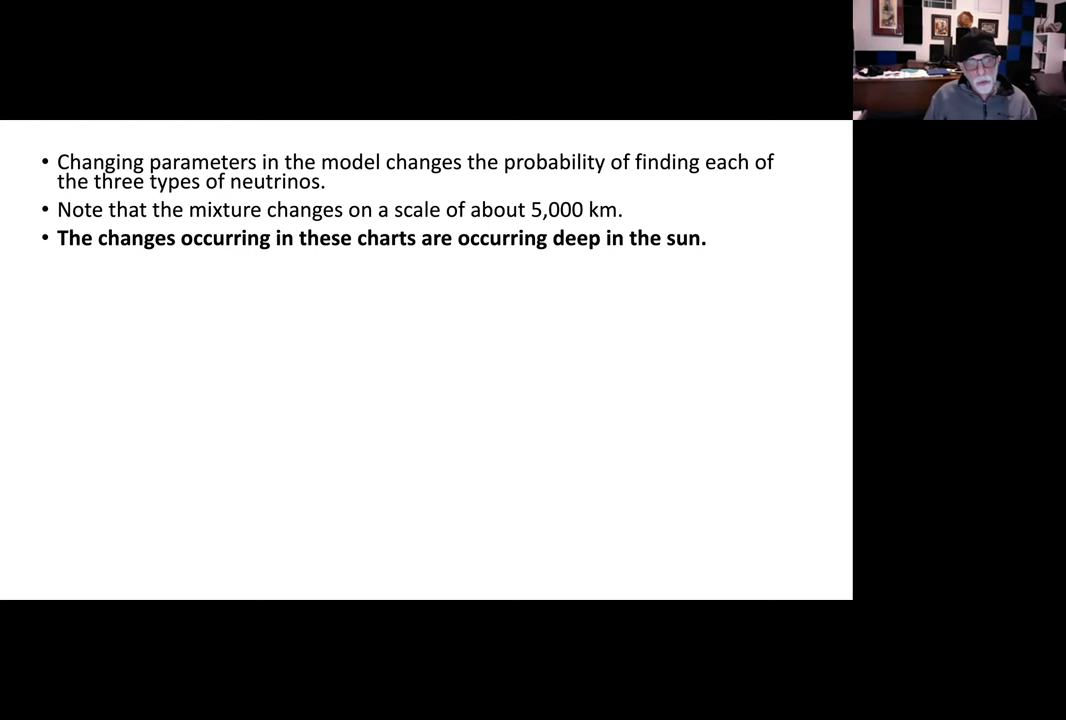 • Changing parameters in the model changes the probability of finding each of
the three types of neutrinos.
• Note that the mixture changes on a scale of about 5,000 km.
• The changes occurring in these charts are occurring deep in the sun.